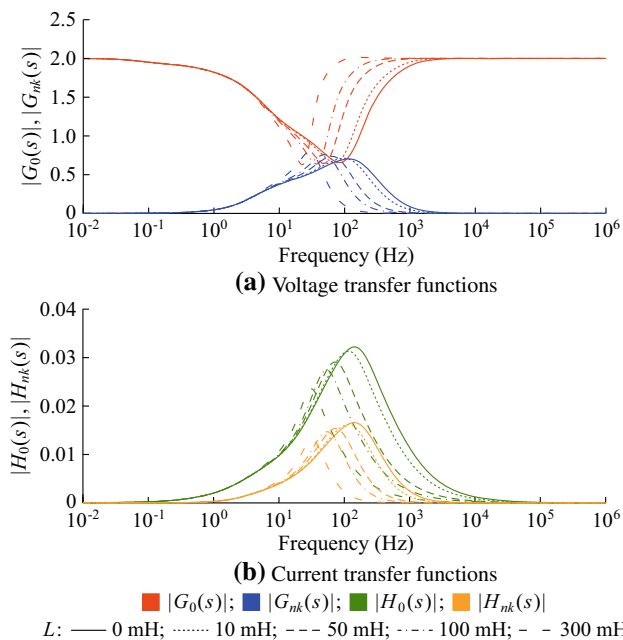 2.5
2.0
1.5
1.0
0.5
0
|G₀(s)|, |Gₙₖ(s)|
10⁻² 10⁻¹ 10⁰ 10¹ 10² 10³ 10⁴ 10⁵ 10⁶
Frequency (Hz)
(a) Voltage transfer functions
0.04
0.03
0.02
0.01
0
|H₀(s)|, |Hₙₖ(s)|
10⁻² 10⁻¹ 10⁰ 10¹ 10² 10³ 10⁴ 10⁵ 10⁶
Frequency (Hz)
(b) Current transfer functions
|G₀(s)|; |Gₙₖ(s)|; |H₀(s)|; |Hₙₖ(s)|
L: 0 mH; 10 mH; 50 mH; 100 mH; 300 mH